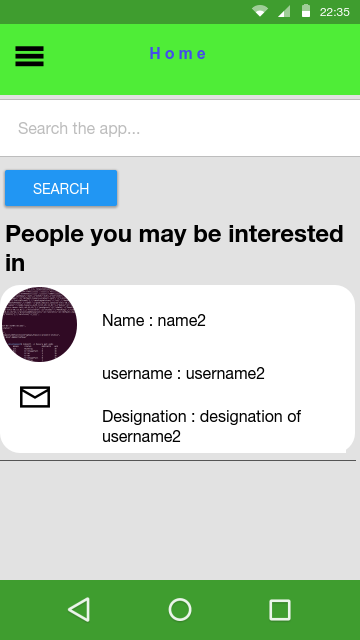 22:35
Home
Search the app...
SEARCH
People you may be interested
in
Name : name2
username : username2
Designation : designation of
username2